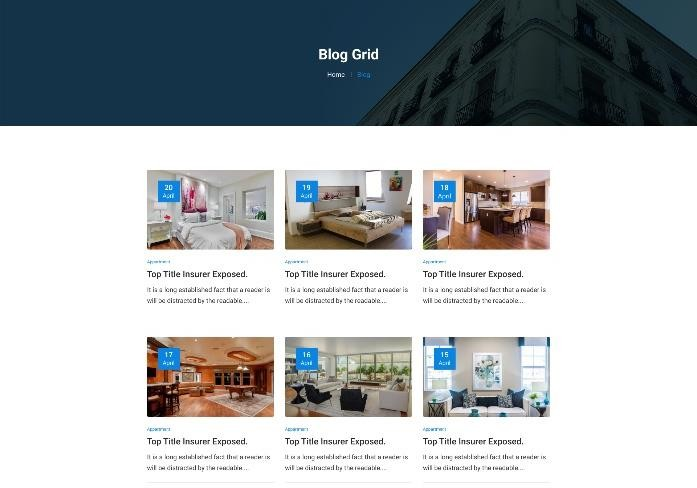 Blog Grid
Home | Blog
20
April
19
April
18
April
Appartment
Appartment
Appartment
Top Title Insurer Exposed.
Top Title Insurer Exposed.
Top Title Insurer Exposed.
It is a long established fact that a reader is
will be distracted by the readable....
It is a long established fact that a reader is
will be distracted by the readable....
It is a long established fact that a reader is
will be distracted by the readable....
17
April
16
April
15
April
Appartment
Appartment
Appartment
Top Title Insurer Exposed.
Top Title Insurer Exposed.
Top Title Insurer Exposed.
It is a long established fact that a reader is
will be distracted by the readable....
It is a long established fact that a reader is
will be distracted by the readable....
It is a long established fact that a reader is
will be distracted by the readable....